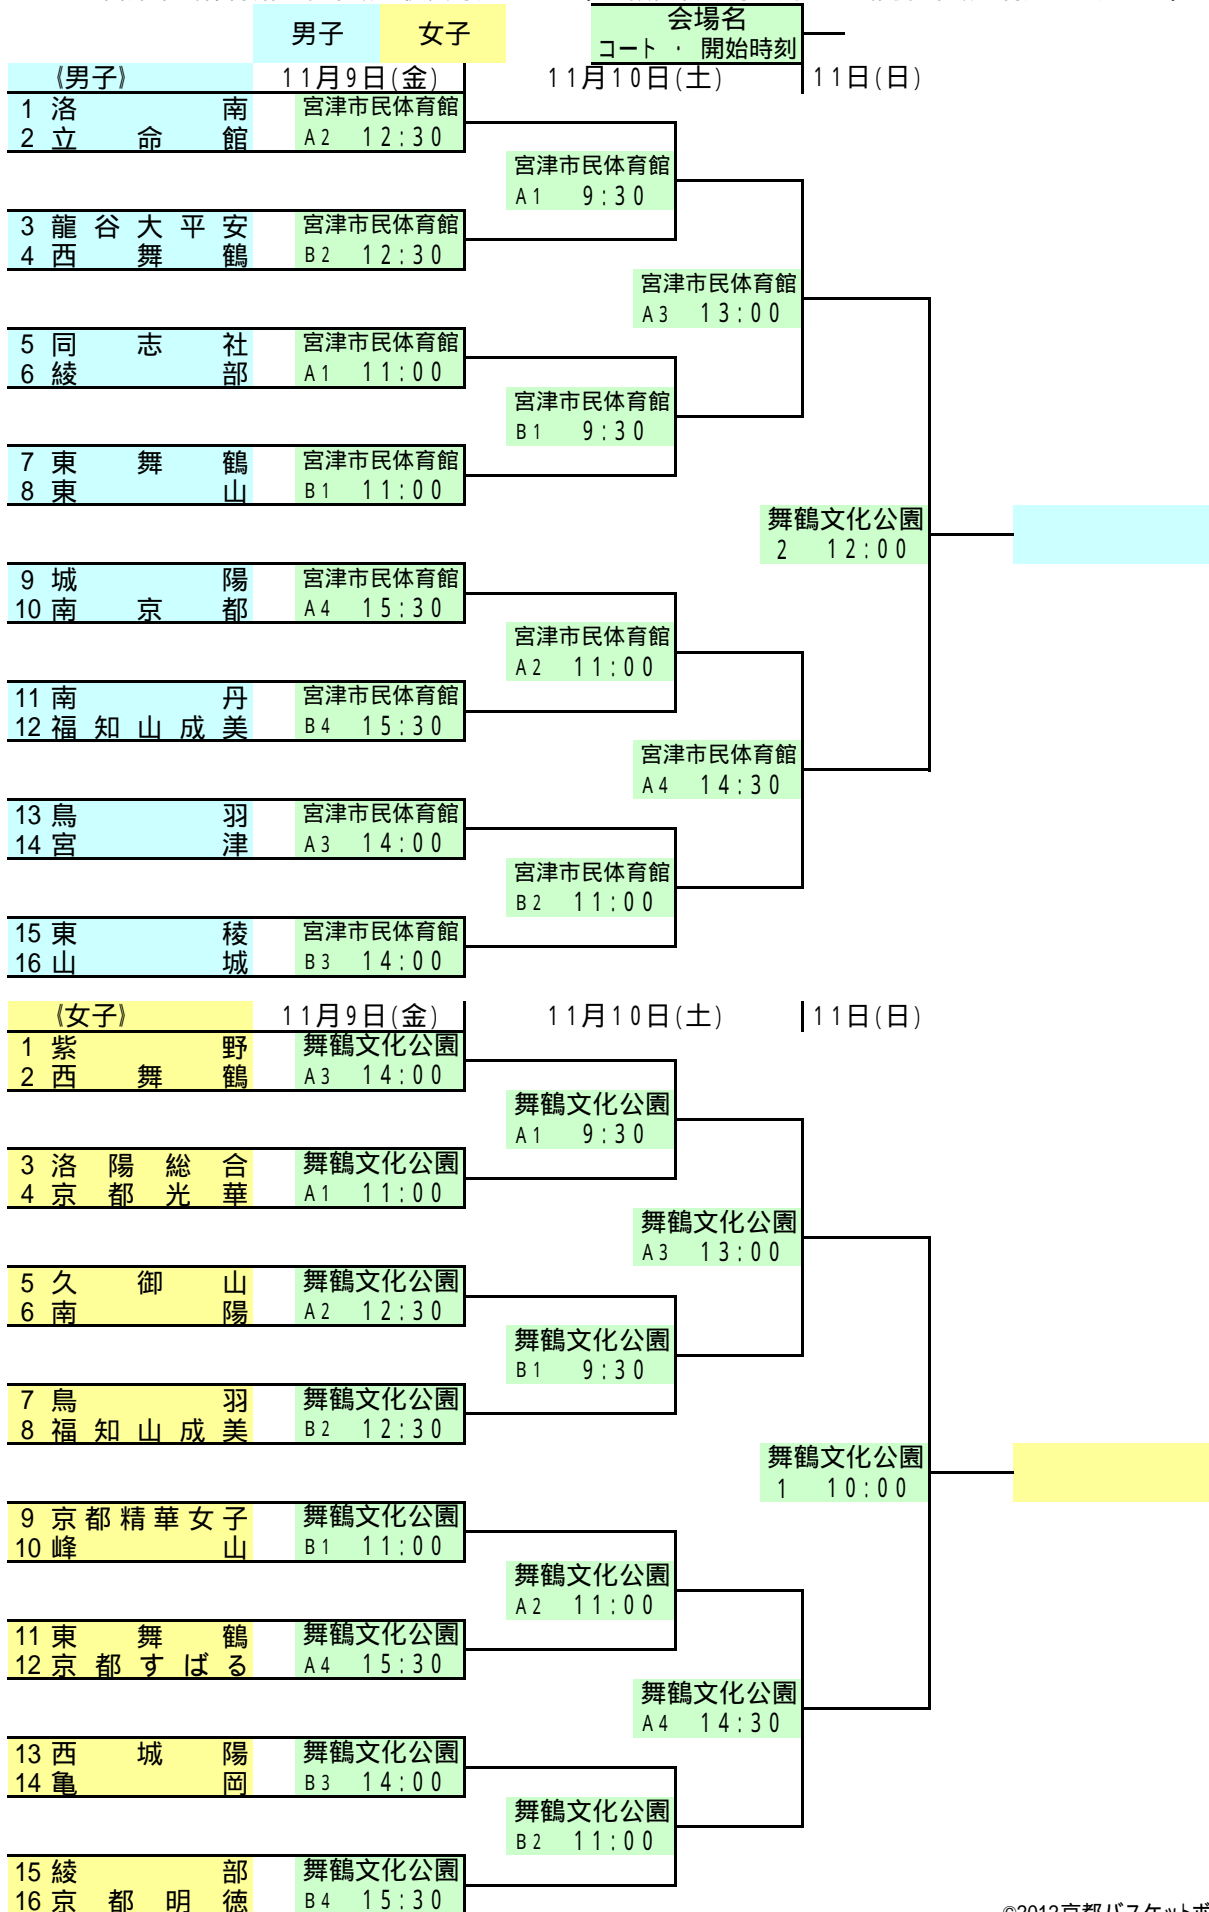 男子 女子 会場名
コート ・ 開始時刻
《男子》 11月9日(金) 11月10日(土) 11日(日)
1 洛南 宮津市民体育館
2 立命館 A2 12:30
宮津市民体育館
A1 9:30
3 龍谷大平安 宮津市民体育館
4 西舞鶴 B2 12:30
宮津市民体育館
A3 13:00
5 同志社 宮津市民体育館
6 綾部 A1 11:00
宮津市民体育館
B1 9:30
7 東舞鶴 宮津市民体育館
8 東山 B1 11:00
舞鶴文化公園
2 12:00
9 城陽 宮津市民体育館
10 南京都 A4 15:30
宮津市民体育館
A2 11:00
11 南丹 宮津市民体育館
12 福知山成美 B4 15:30
宮津市民体育館
A4 14:30
13 鳥羽 宮津市民体育館
14 宮津 A3 14:00
宮津市民体育館
B2 11:00
15 東稜 宮津市民体育館
16 山城 B3 14:00
《女子》 11月9日(金) 11月10日(土) 11日(日)
1 紫野 舞鶴文化公園
2 西舞鶴 A3 14:00
舞鶴文化公園
A1 9:30
3 洛陽総合 舞鶴文化公園
4 京都光華 A1 11:00
舞鶴文化公園
A3 13:00
5 久御山 舞鶴文化公園
6 南陽 A2 12:30
舞鶴文化公園
B1 9:30
7 鳥羽 舞鶴文化公園
8 福知山成美 B2 12:30
舞鶴文化公園
1 10:00
9 京都精華女子 舞鶴文化公園
10 峰山 B1 11:00
舞鶴文化公園
A2 11:00
11 東舞鶴 舞鶴文化公園
12 京都すばる A4 15:30
舞鶴文化公園
A4 14:30
13 西城陽 舞鶴文化公園
14 亀岡 B3 14:00
舞鶴文化公園
B2 11:00
15 綾部 舞鶴文化公園
16 京都明徳 B4 15:30
©2012京都バスケットボ